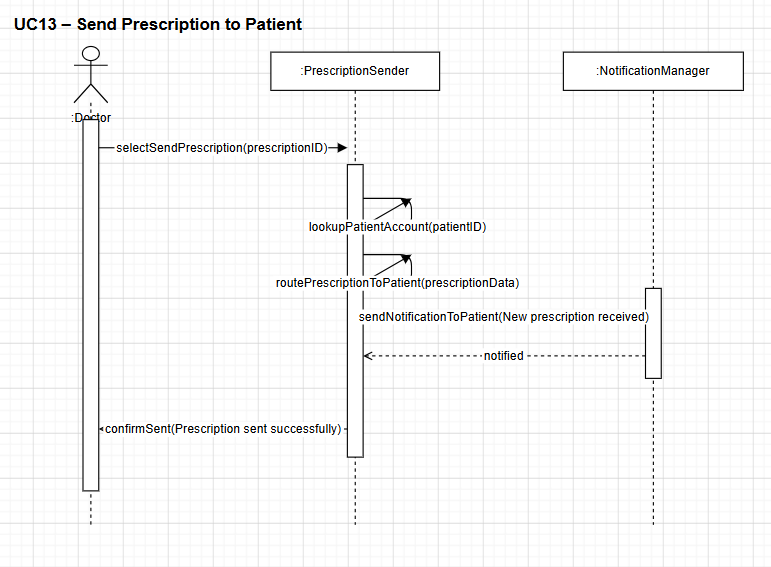 UC13 – Send Prescription to Patient
:Doctor
:PrescriptionSender
:NotificationManager
selectSendPrescription(prescriptionID)
lookupPatientAccount(patientID)
routePrescriptionToPatient(prescriptionData)
sendNotificationToPatient(New prescription received)
notified
confirmSent(Prescription sent successfully)